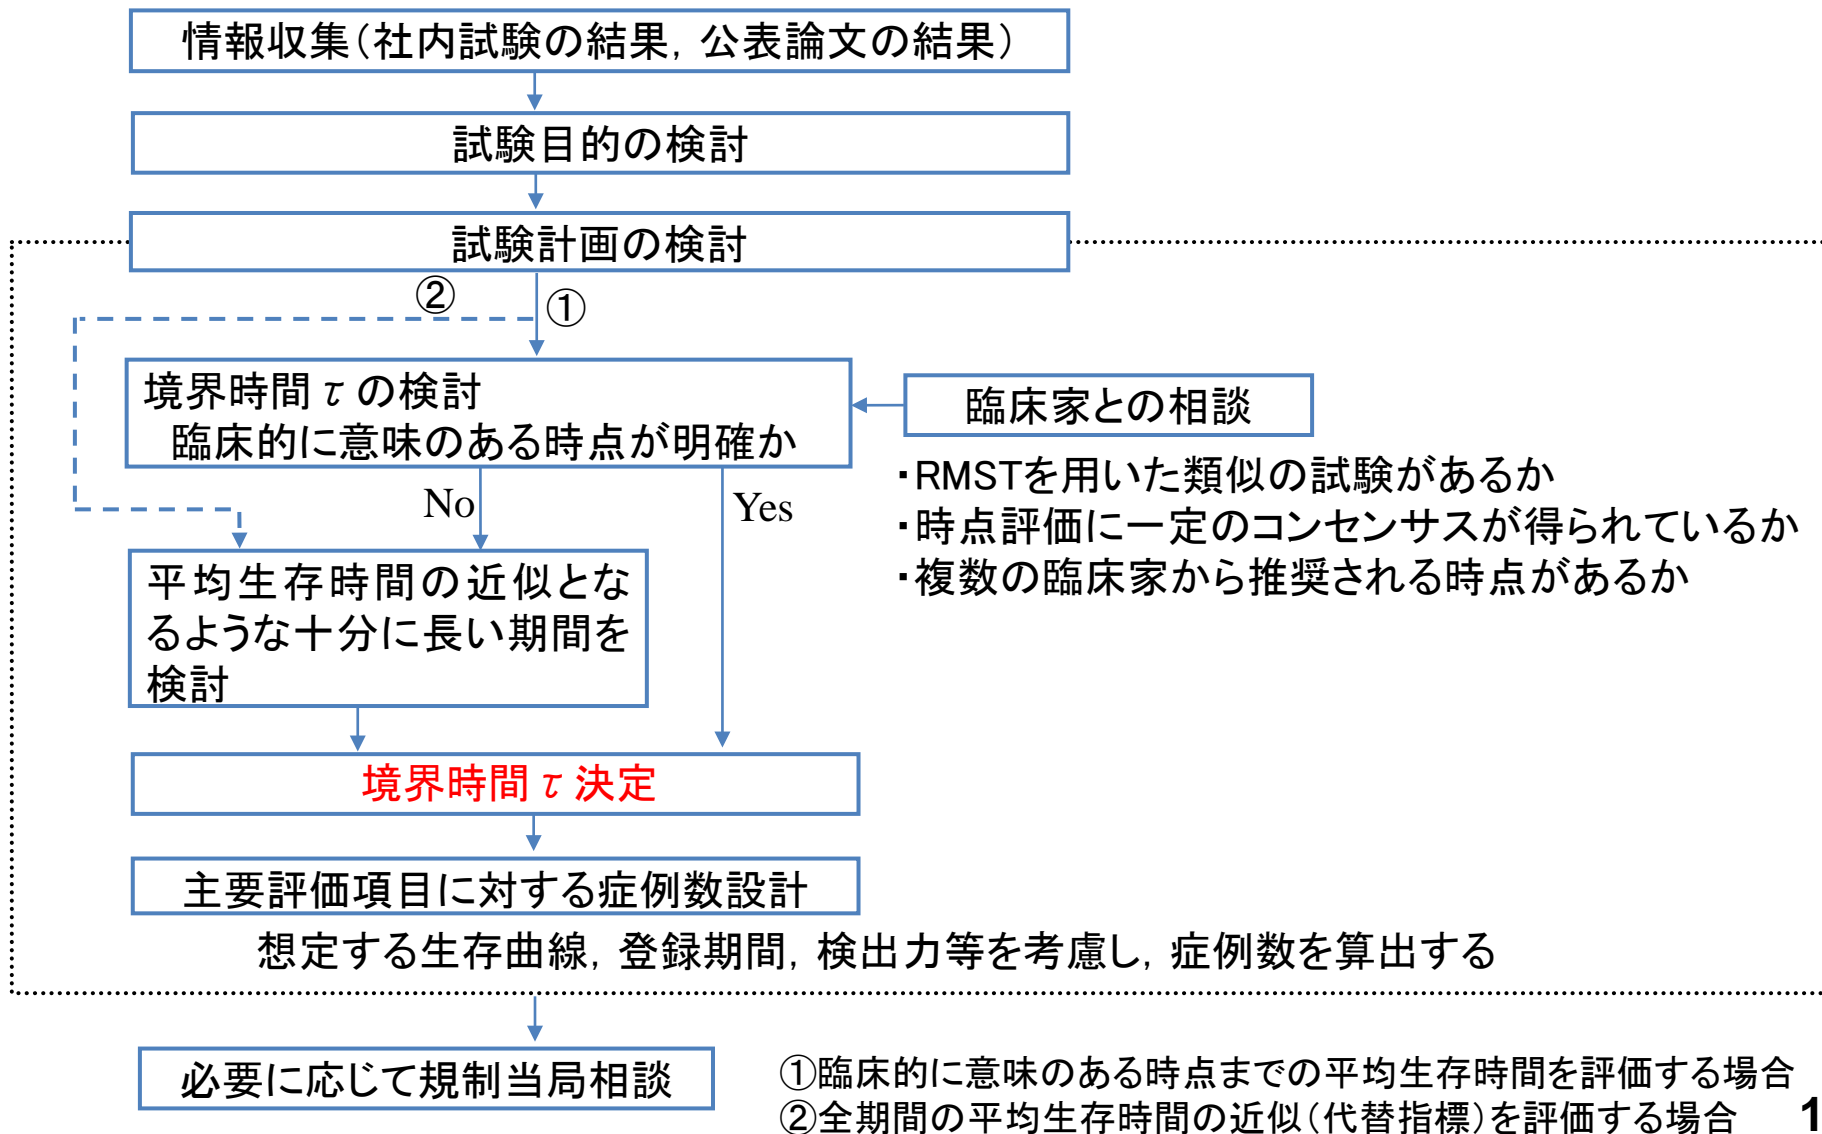 情報収集（社内試験の結果，公表論文の結果）
試験目的の検討
試験計画の検討
②
①
境界時間τの検討
臨床的に意味のある時点が明確か
臨床家との相談
・RMSTを用いた類似の試験があるか
・時点評価に一定のコンセンサスが得られているか
・複数の臨床家から推奨される時点があるか
No
Yes
平均生存時間の近似とな
るような十分に長い期間を
検討
境界時間τ決定
主要評価項目に対する症例数設計
想定する生存曲線，登録期間，検出力等を考慮し，症例数を算出する
必要に応じて規制当局相談
①臨床的に意味のある時点までの平均生存時間を評価する場合
②全期間の平均生存時間の近似（代替指標）を評価する場合
1